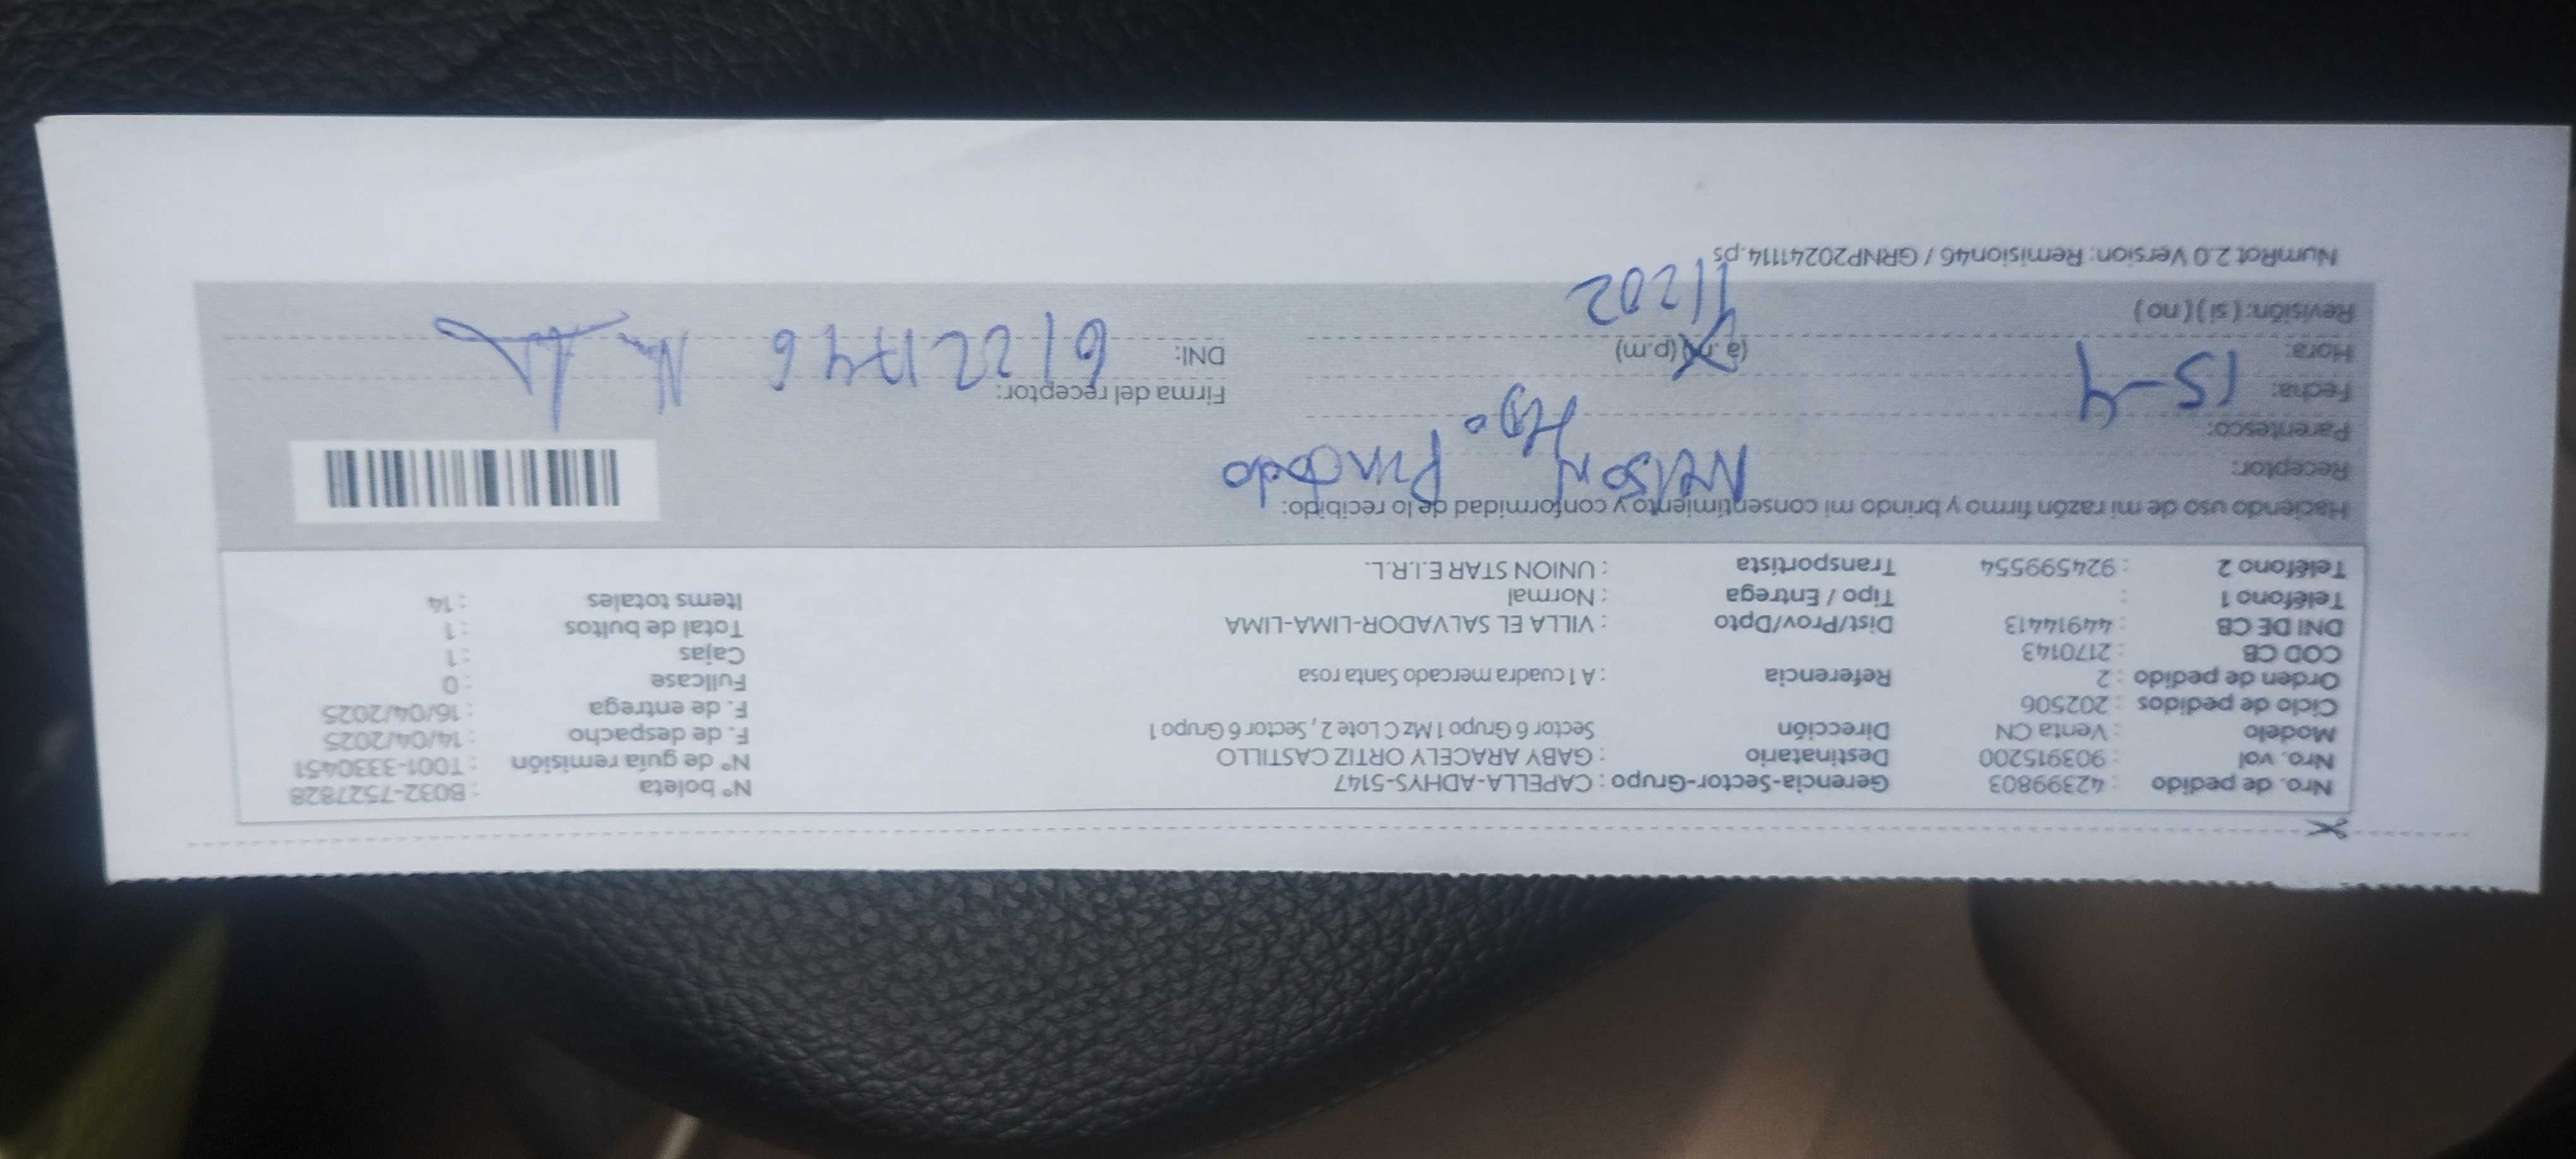 Nro. de pedido : 42399803 Gerencia-Sector-Grupo : CAPELLA-ADHYS-5147 N° boleta : B032-7527828
Nro. vol : 903915200 Destinatario : GABY ARACELY ORTIZ CASTILLO N° de guía remisión : T001-3330451
Modelo : Venta CN Dirección Sector 6 Grupo 1 Mz C Lote 2 , Sector 6 Grupo 1 F. de despacho : 14/04/2025
Ciclo de pedidos : 202506 F. de entrega : 16/04/2025
Orden de pedido : 2 Referencia : A 1 cuadra mercado Santa rosa Fullcase : 0
COD CB : 2170143 Cajas : 1
DNI DE CB : 44914413 Dist/Prov/Dpto : VILLA EL SALVADOR-LIMA-LIMA Total de bultos : 1
Teléfono 1 : Tipo / Entrega : Normal Items totales : 14
Teléfono 2 : 924599554 Transportista : UNION STAR E.I.R.L.
Haciendo uso de mi razón firmo y brindo mi consentimiento y conformidad de lo recibido:
Receptor: Nelson
Parentesco:
Fecha: 15-4 Firma del receptor:
Hora: (a.m) (p.m) DNI:
Revisión: ( si ) ( no )
NumRot 2.0 Version: Remision46 / GRNP20241114.ps